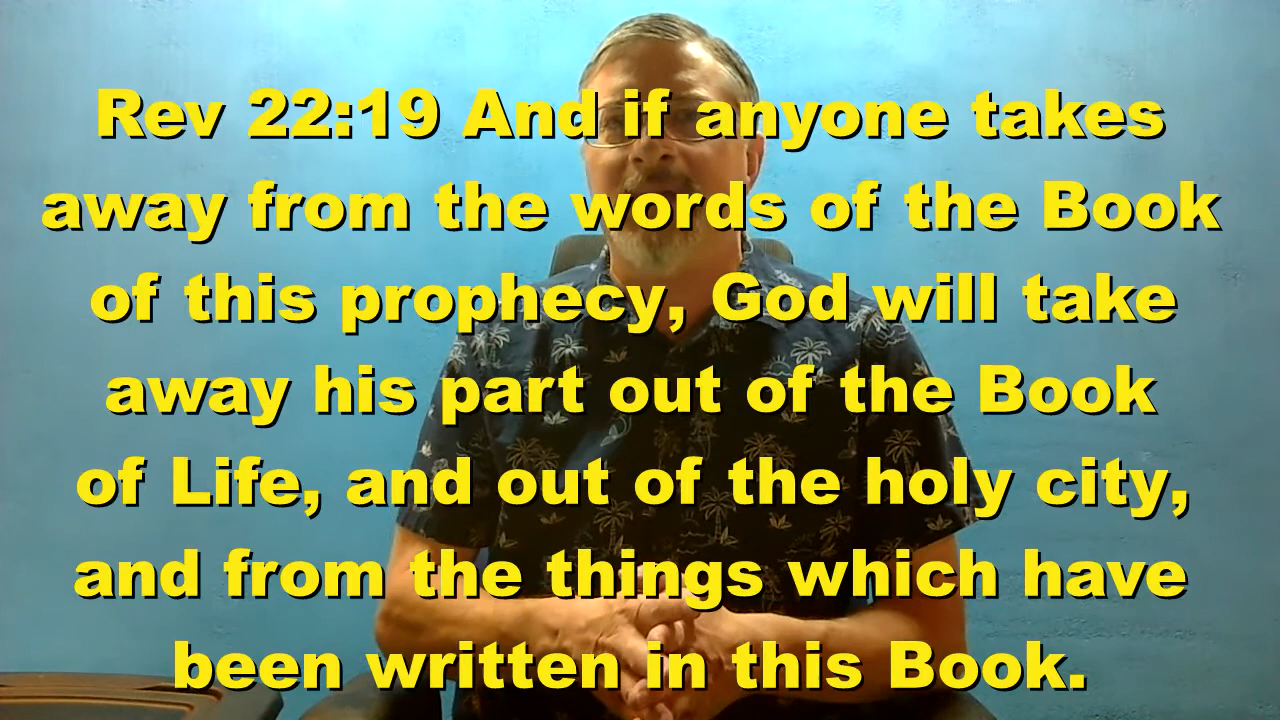 Rev 22:19 And if anyone takes
away from the words of the Book
of this prophecy, God will take
away his part out of the Book
of Life, and out of the holy city,
and from the things which have
been written in this Book.